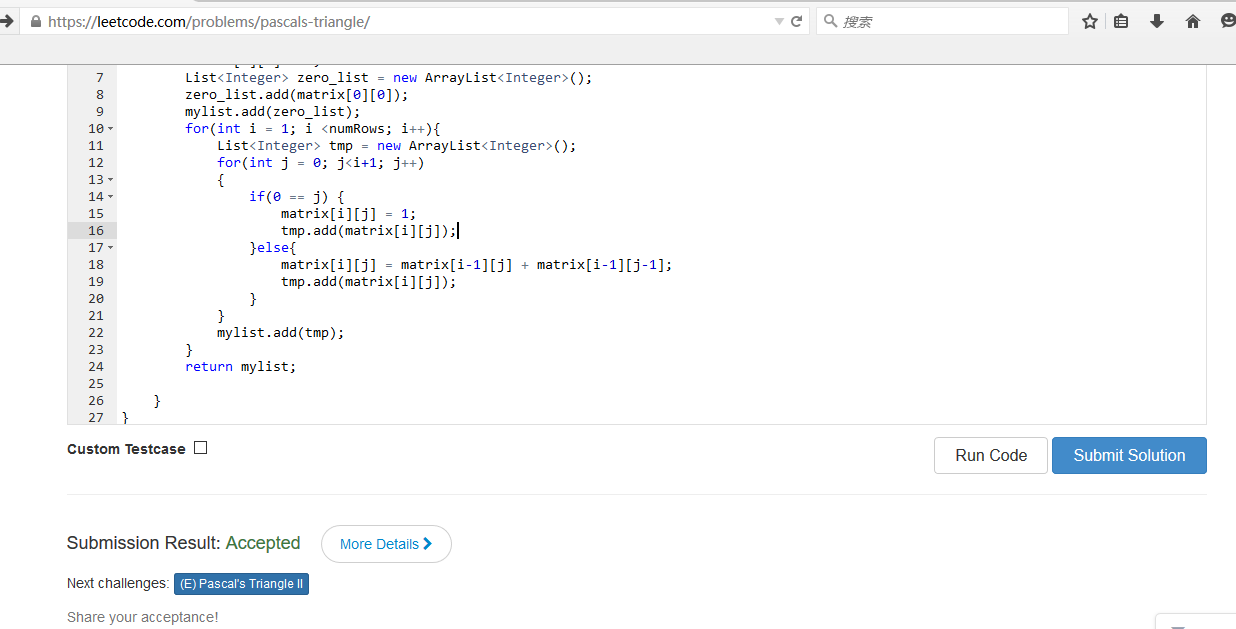 https://leetcode.com/problems/pascals-triangle/
搜索
7 List<Integer> zero_list = new ArrayList<Integer>();
8 zero_list.add(matrix[0][0]);
9 mylist.add(zero_list);
10 for(int i = 1; i <numRows; i++){
11 List<Integer> tmp = new ArrayList<Integer>();
12 for(int j = 0; j<i+1; j++)
13 {
14 if(0 == j) {
15 matrix[i][j] = 1;
16 tmp.add(matrix[i][j]);
17 }else{
18 matrix[i][j] = matrix[i-1][j] + matrix[i-1][j-1];
19 tmp.add(matrix[i][j]);
20 }
21 }
22 mylist.add(tmp);
23 }
24 return mylist;
25
26 }
27 }
Custom Testcase
Run Code
Submit Solution
Submission Result: Accepted
More Details
Next challenges: (E) Pascal's Triangle II
Share your acceptance!